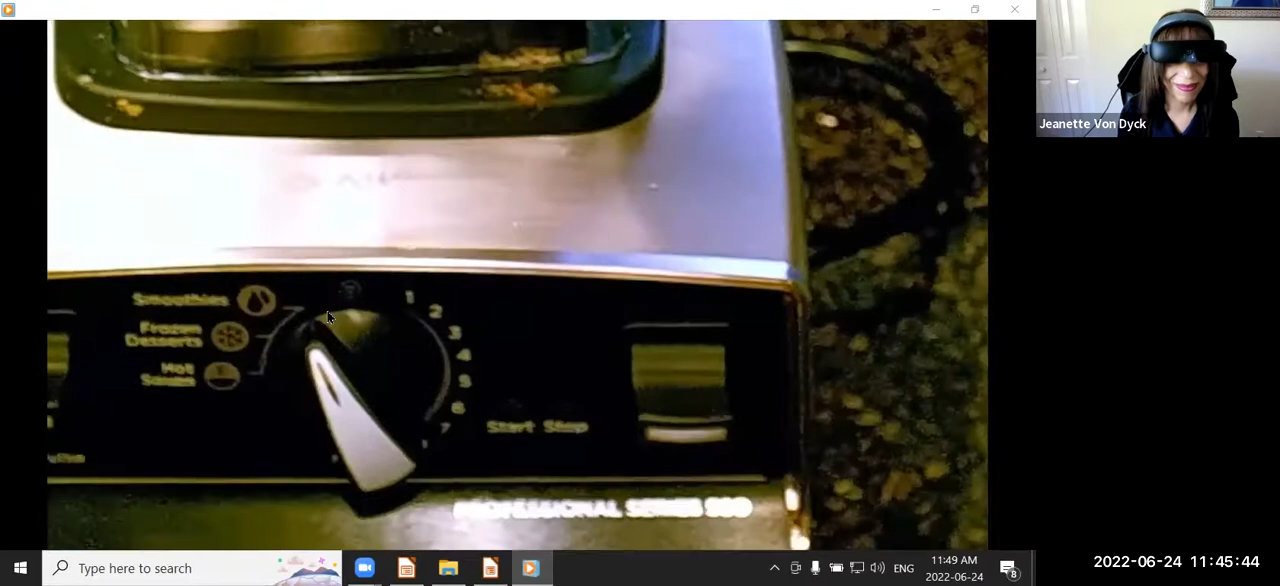 Jeanette Von Dyck
Smoothies
Frozen
Desserts
Hot
Soups
1
2
3
4
5
6
7
Start Stop
PROFESSIONAL SERIES
Type here to search
ENG
11:49 AM
2022-06-24
8
2022-06-24 11:45:44